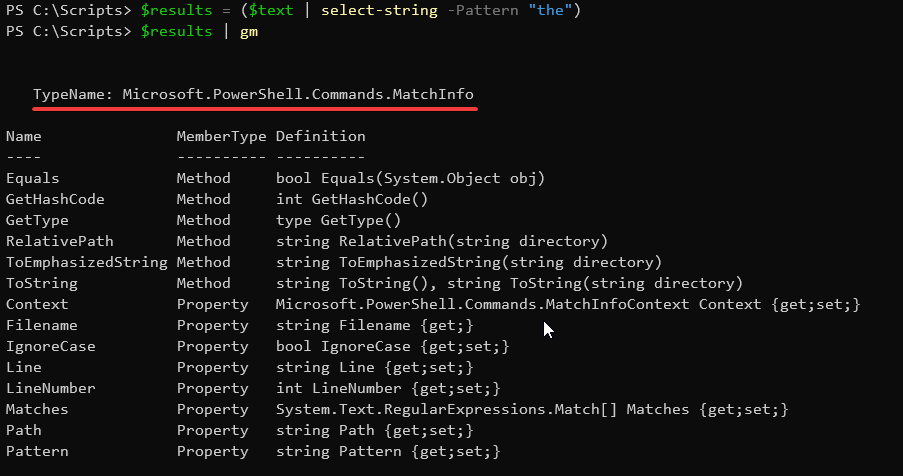 PS C:\Scripts> $results = ($text | select-string -Pattern "the")
PS C:\Scripts> $results | gm
   TypeName: Microsoft.PowerShell.Commands.MatchInfo
Name               MemberType Definition
----               ---------- ----------
Equals             Method     bool Equals(System.Object obj)
GetHashCode        Method     int GetHashCode()
GetType            Method     type GetType()
RelativePath       Method     string RelativePath(string directory)
ToEmphasizedString Method     string ToEmphasizedString(string directory)
ToString           Method     string ToString(), string ToString(string directory)
Context            Property   Microsoft.PowerShell.Commands.MatchInfoContext Context {get;set;}
Filename           Property   string Filename {get;}
IgnoreCase         Property   bool IgnoreCase {get;set;}
Line               Property   string Line {get;set;}
LineNumber         Property   int LineNumber {get;set;}
Matches            Property   System.Text.RegularExpressions.Match[] Matches {get;set;}
Path               Property   string Path {get;set;}
Pattern            Property   string Pattern {get;set;}